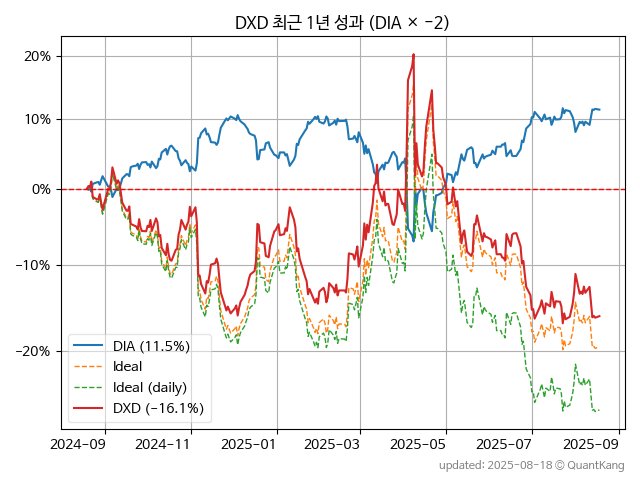 DXD 최근 1년 성과 (DIA × −2)
20%
10%
0%
−10%
−20%
DIA (11.5%)
Ideal
Ideal (daily)
DXD (−16.1%)
2024-09
2024-11
2025-01
2025-03
2025-05
2025-07
2025-09
updated: 2025-08-18 © QuantKang